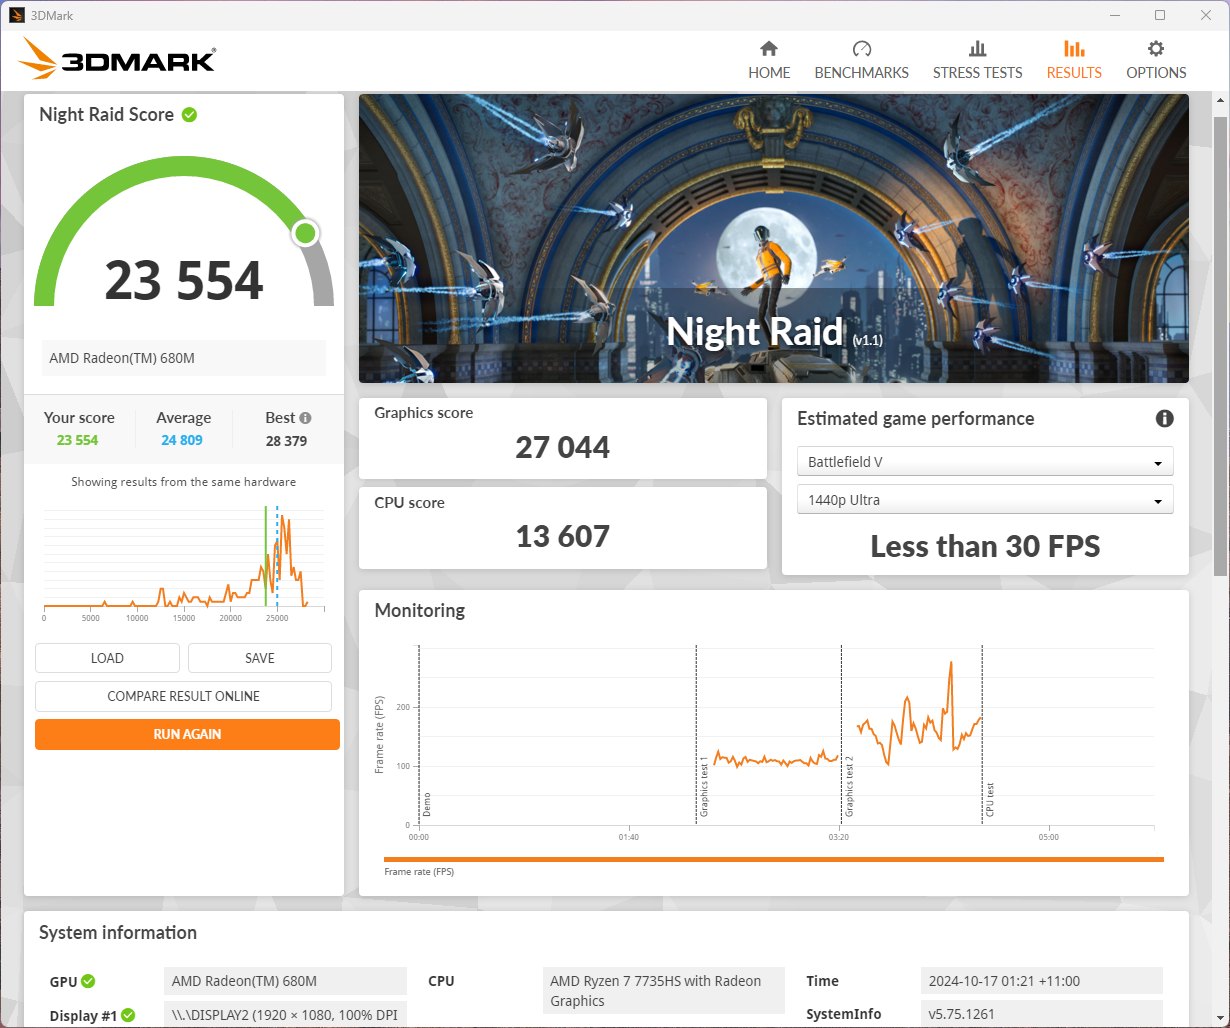 3DMark
3DMARK®
HOME
BENCHMARKS
STRESS TESTS
RESULTS
OPTIONS
Night Raid Score
23 554
AMD Radeon(TM) 680M
Your score
23 554
Average
24 809
Best
28 379
Showing results from the same hardware
0 5000 10000 15000 20000 25000
LOAD
SAVE
COMPARE RESULT ONLINE
RUN AGAIN
Night Raid (v1.1)
Graphics score
27 044
CPU score
13 607
Estimated game performance
Battlefield V
1440p Ultra
Less than 30 FPS
Monitoring
Frame rate (FPS)
200
100
0
Demo
Graphics test 1
Graphics test 2
CPU test
00:00 01:40 03:20 05:00
Frame rate (FPS)
System information
GPU
AMD Radeon(TM) 680M
Display #1
\\.\DISPLAY2 (1920 × 1080, 100% DPI
CPU
AMD Ryzen 7 7735HS with Radeon
Graphics
Time
2024-10-17 01:21 +11:00
SystemInfo
v5.75.1261